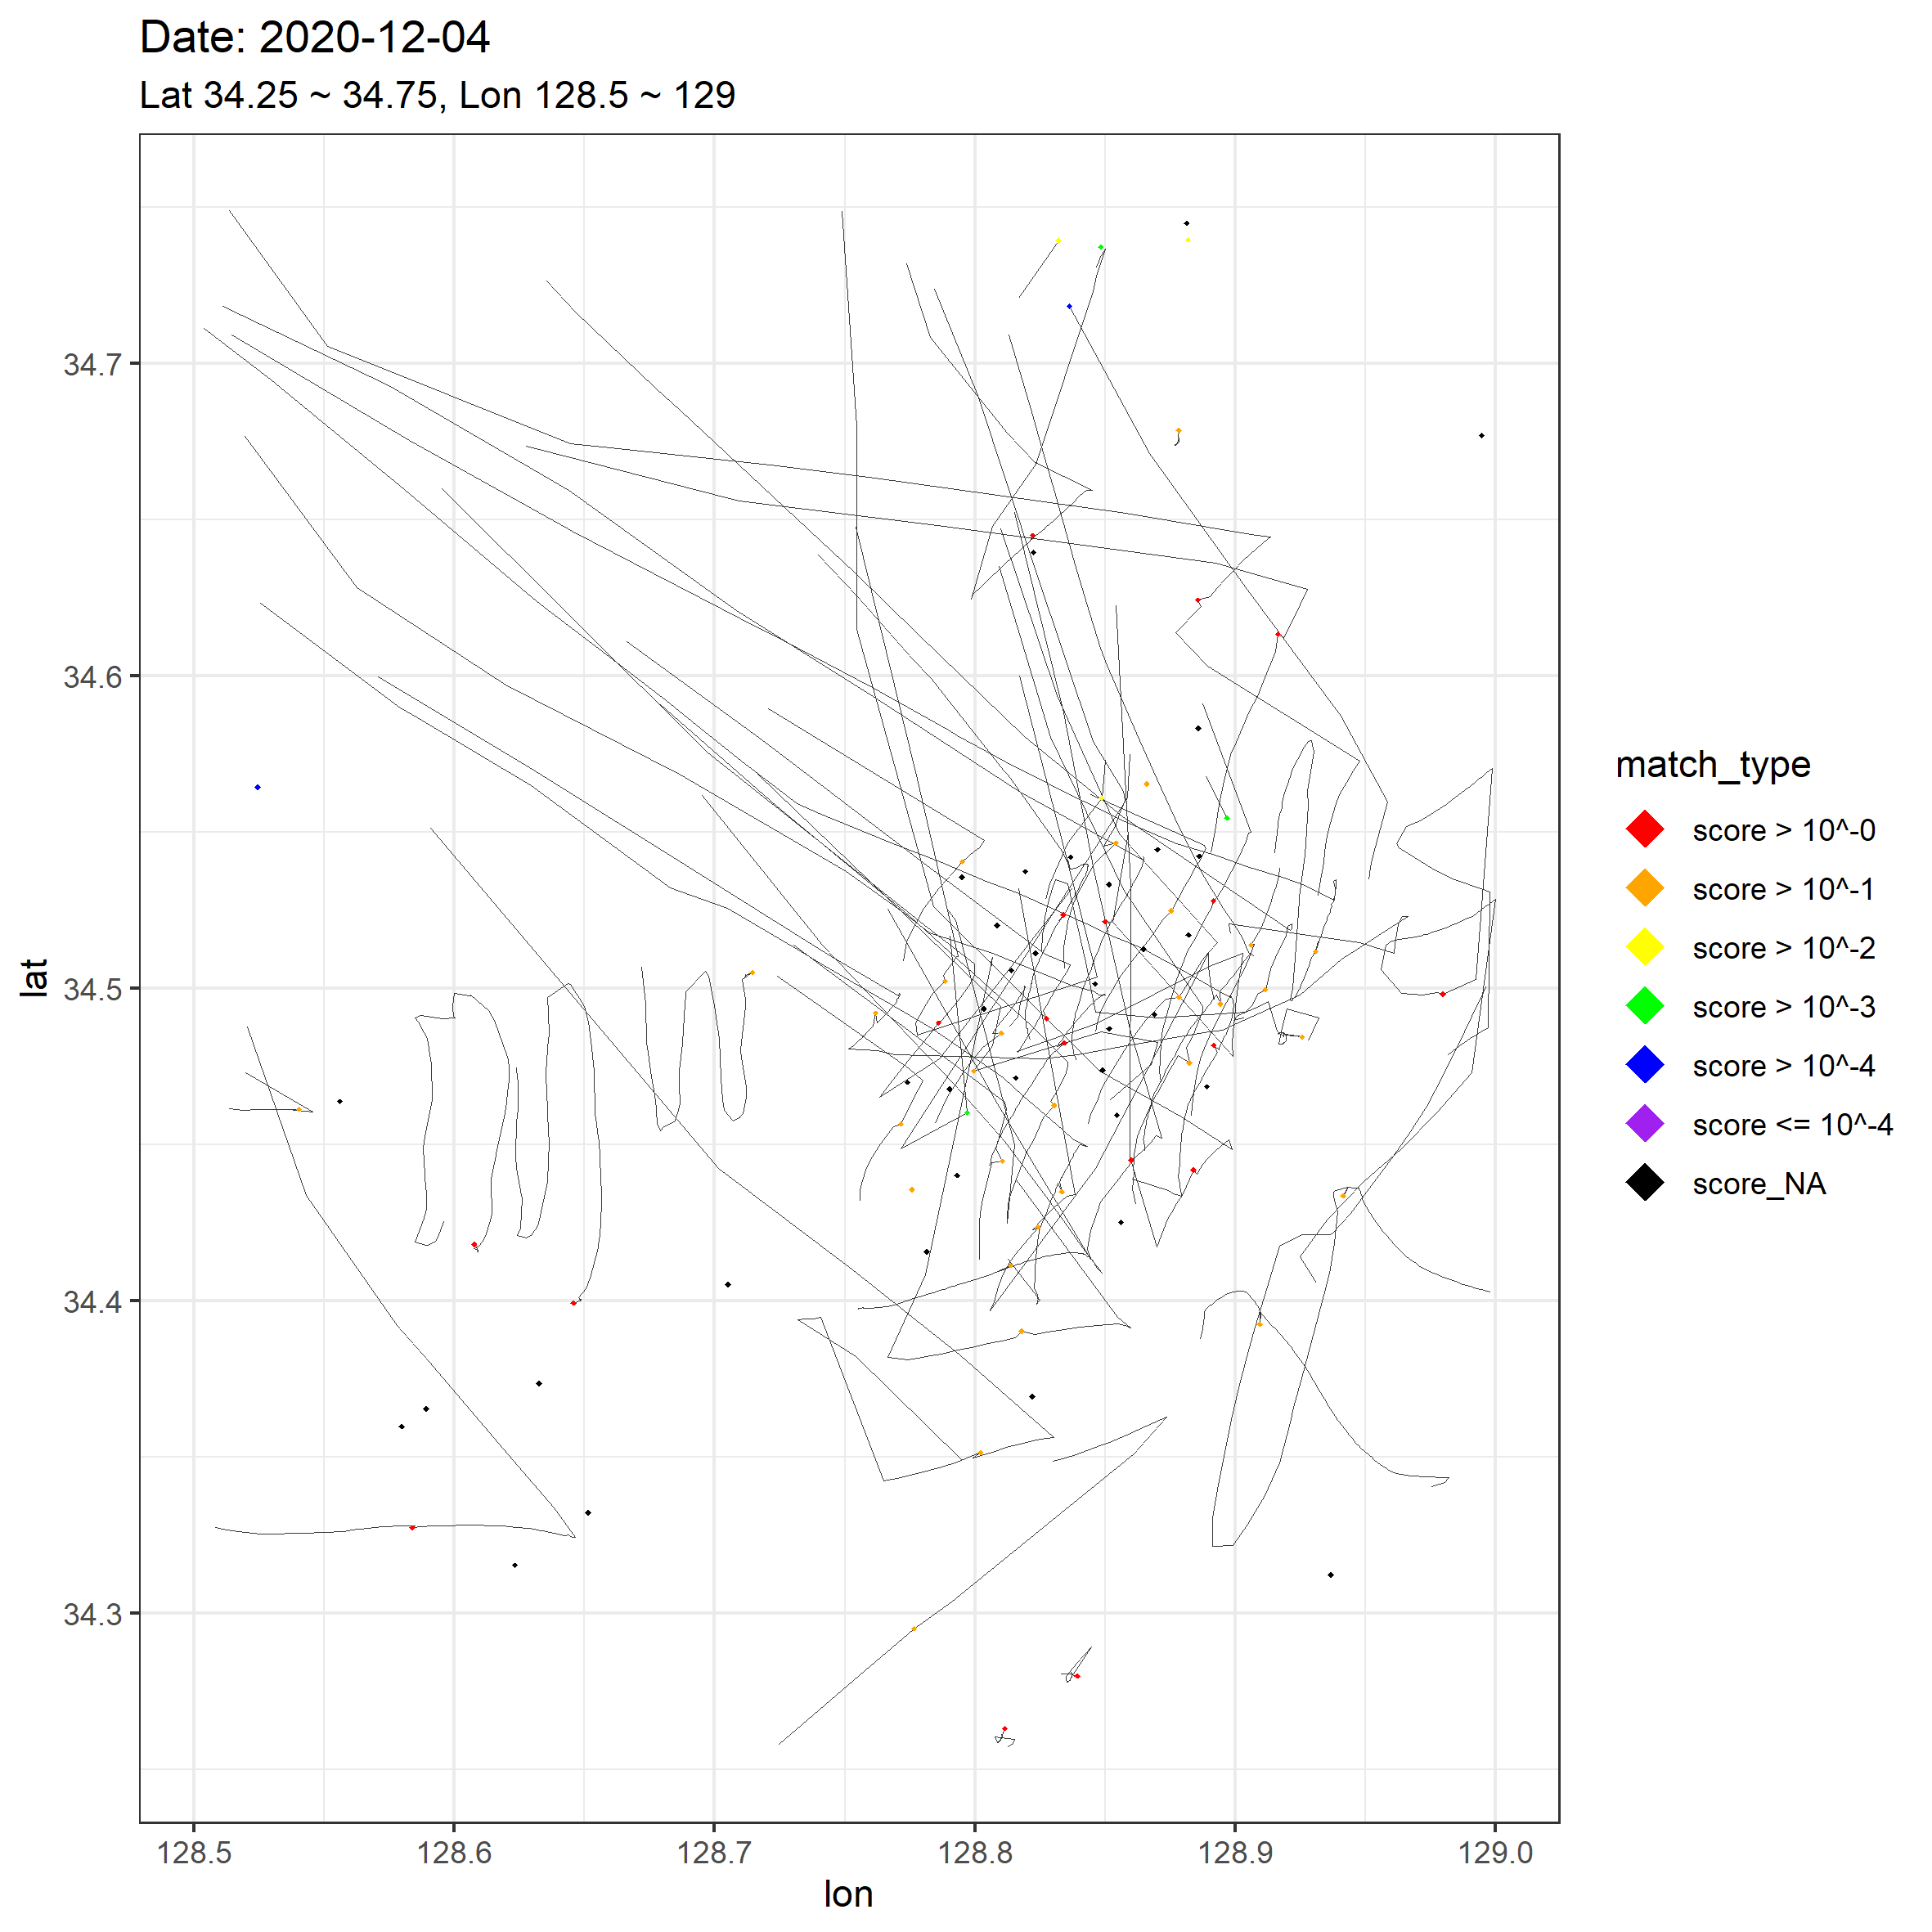 Date: 2020-12-04
Lat 34.25 ~ 34.75, Lon 128.5 ~ 129
34.7
34.6
34.5
34.4
34.3
lat
128.5
128.6
128.7
128.8
128.9
129.0
lon
match_type
score > 10^-0
score > 10^-1
score > 10^-2
score > 10^-3
score > 10^-4
score <= 10^-4
score_NA